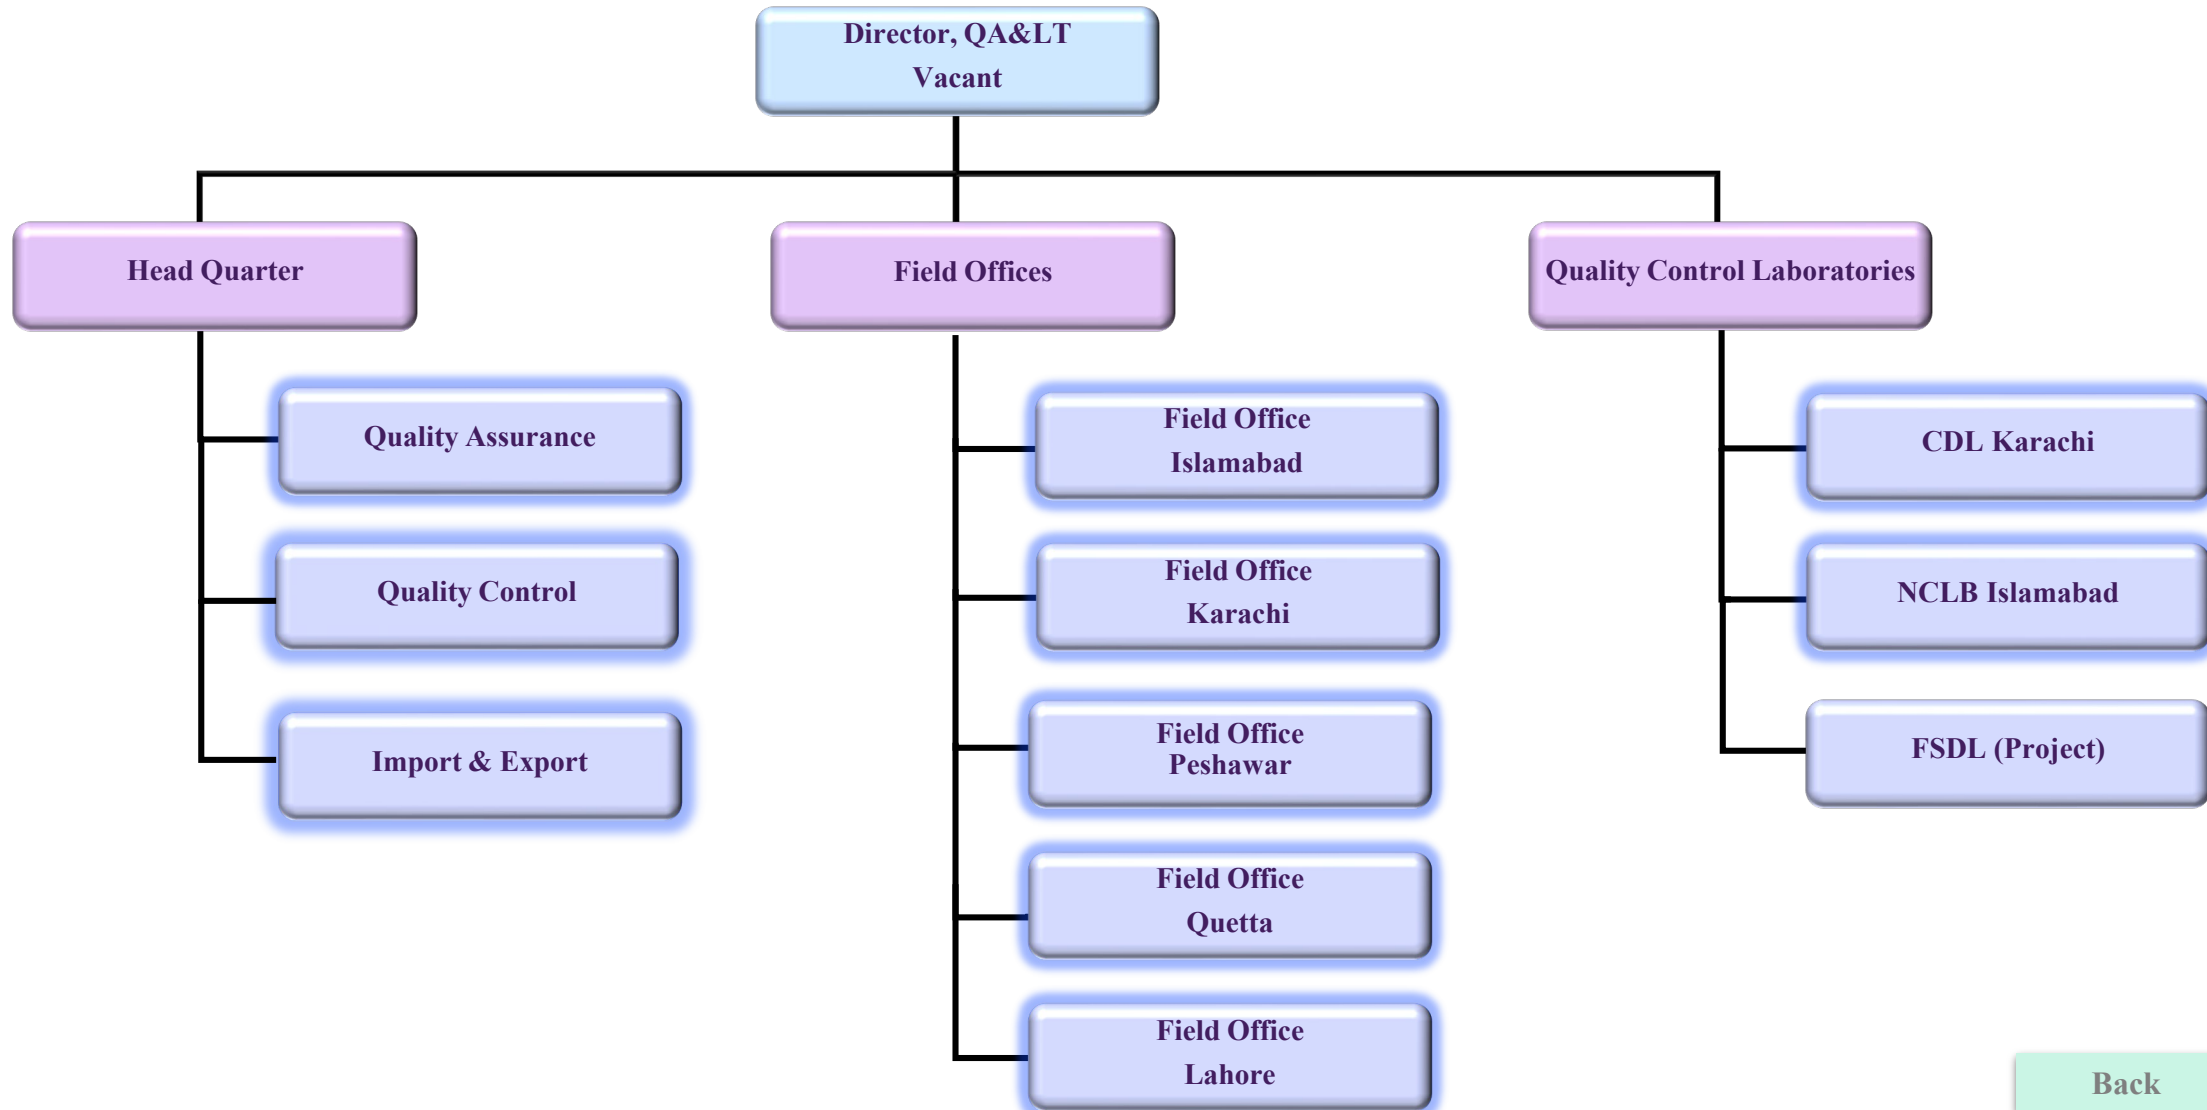 Director, QA&LT
Vacant
Head Quarter
Field Offices
Quality Control Laboratories
Quality Assurance
Quality Control
Import & Export
Field Office
Islamabad
Field Office
Karachi
Field Office
Peshawar
Field Office
Quetta
Field Office
Lahore
CDL Karachi
NCLB Islamabad
FSDL (Project)
Back